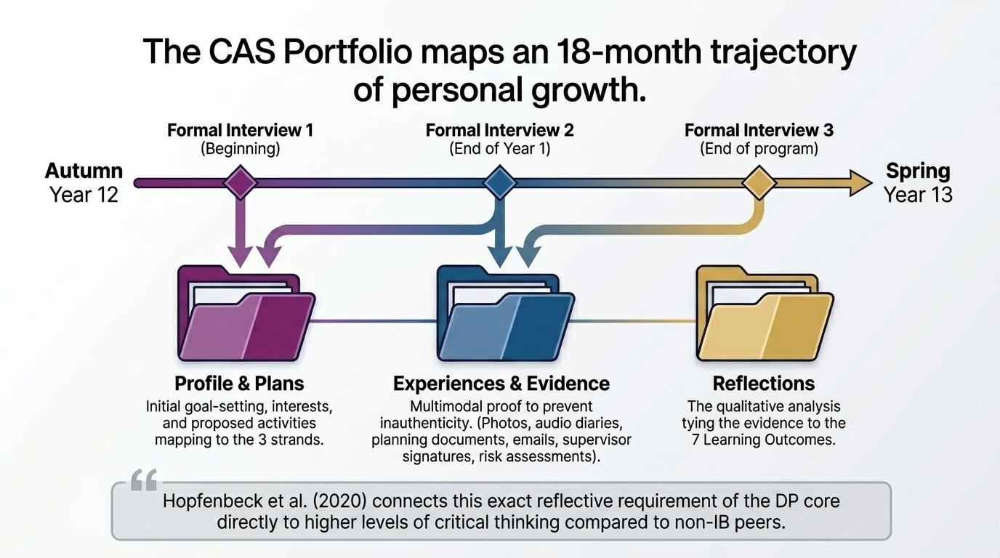 The CAS Portfolio maps an 18-month trajectory
of personal growth.
Formal Interview 1
(Beginning)
Formal Interview 2
(End of Year 1)
Formal Interview 3
(End of program)
Autumn
Year 12
Spring
Year 13
Profile & Plans
Initial goal-setting, interests,
and proposed activities
mapping to the 3 strands.
Experiences & Evidence
Multimodal proof to prevent
inauthenticity. (Photos, audio diaries,
planning documents, emails, supervisor
signatures, risk assessments).
Reflections
The qualitative analysis
tying the evidence to the
7 Learning Outcomes.
“
Hopfenbeck et al. (2020) connects this exact reflective requirement of the DP core
directly to higher levels of critical thinking compared to non-IB peers.